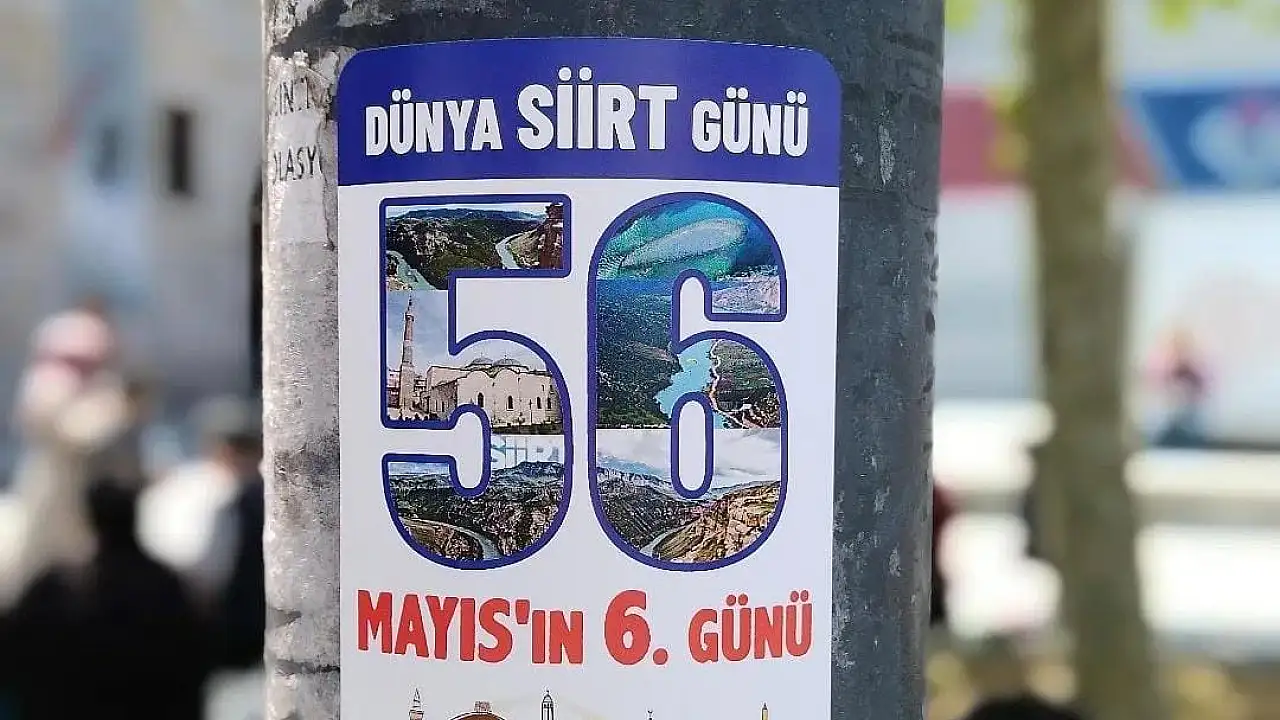 DÜNYA SİİRT GÜNÜ
56
SİİRT
MAYIS'IN 6. GÜNÜ